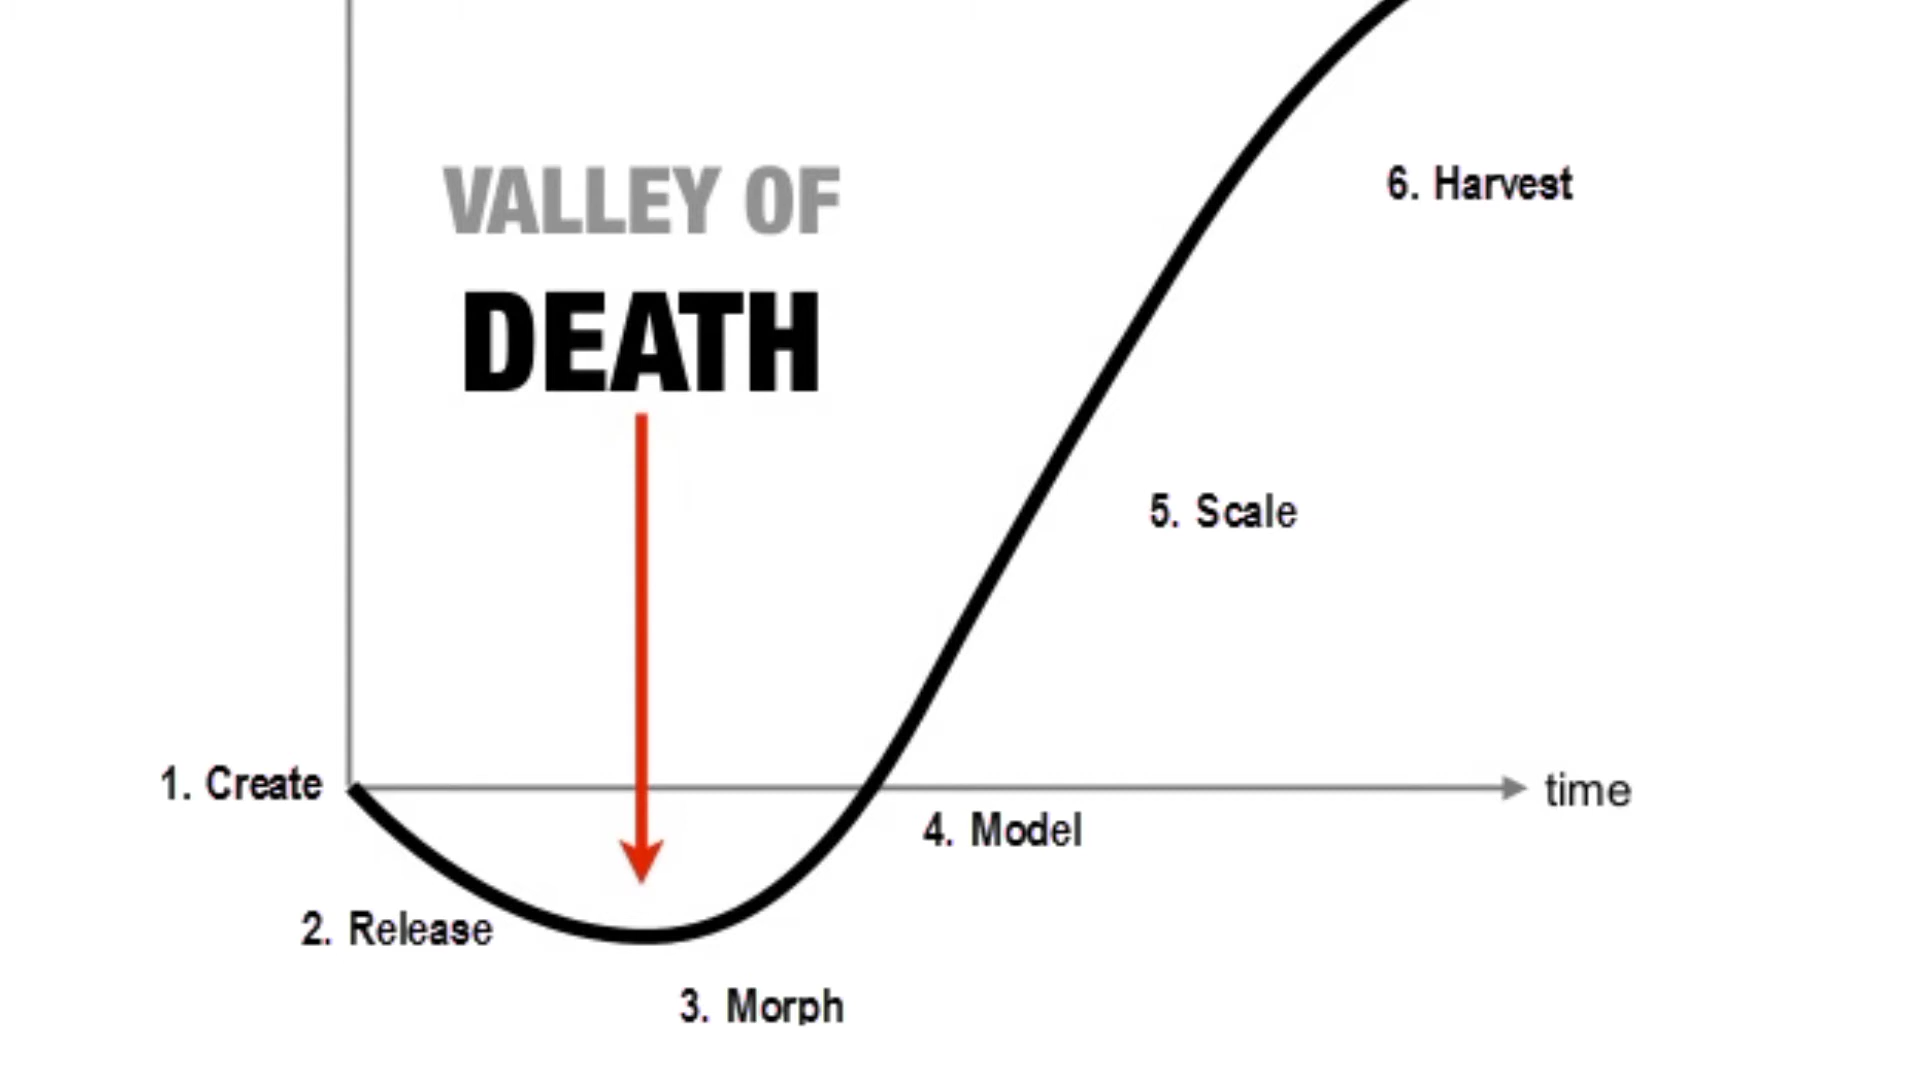 VALLEY OF
DEATH
6. Harvest
5. Scale
1. Create
time
4. Model
2. Release
3. Morph